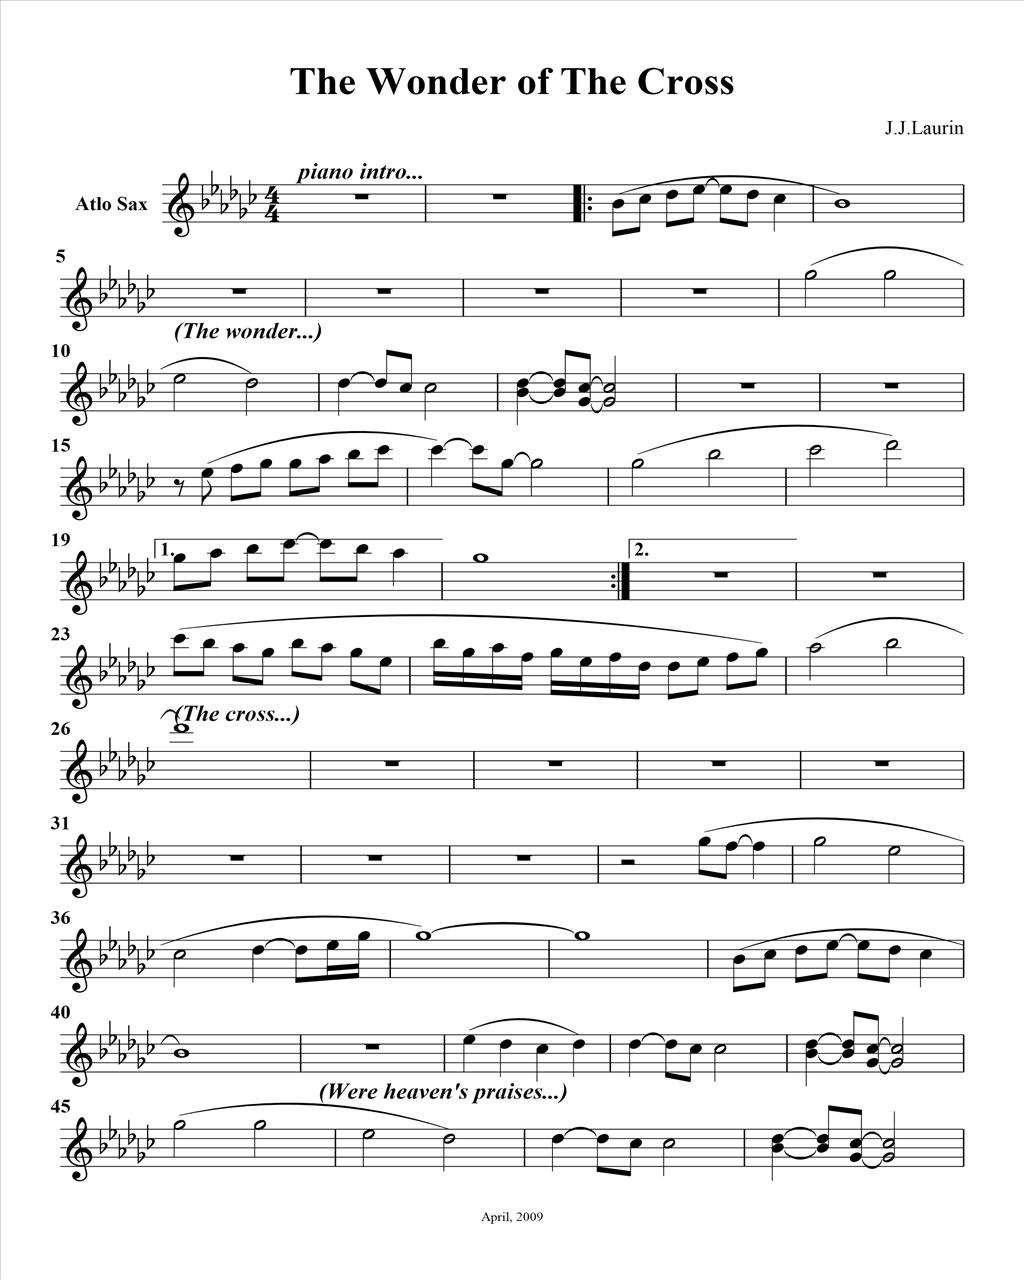 The Wonder of The Cross
J.J.Laurin
piano intro...
Atlo Sax
4
4
5
(The wonder...)
10
15
19
1.
2.
23
(The cross...)
26
31
36
40
(Were heaven's praises...)
45
April, 2009